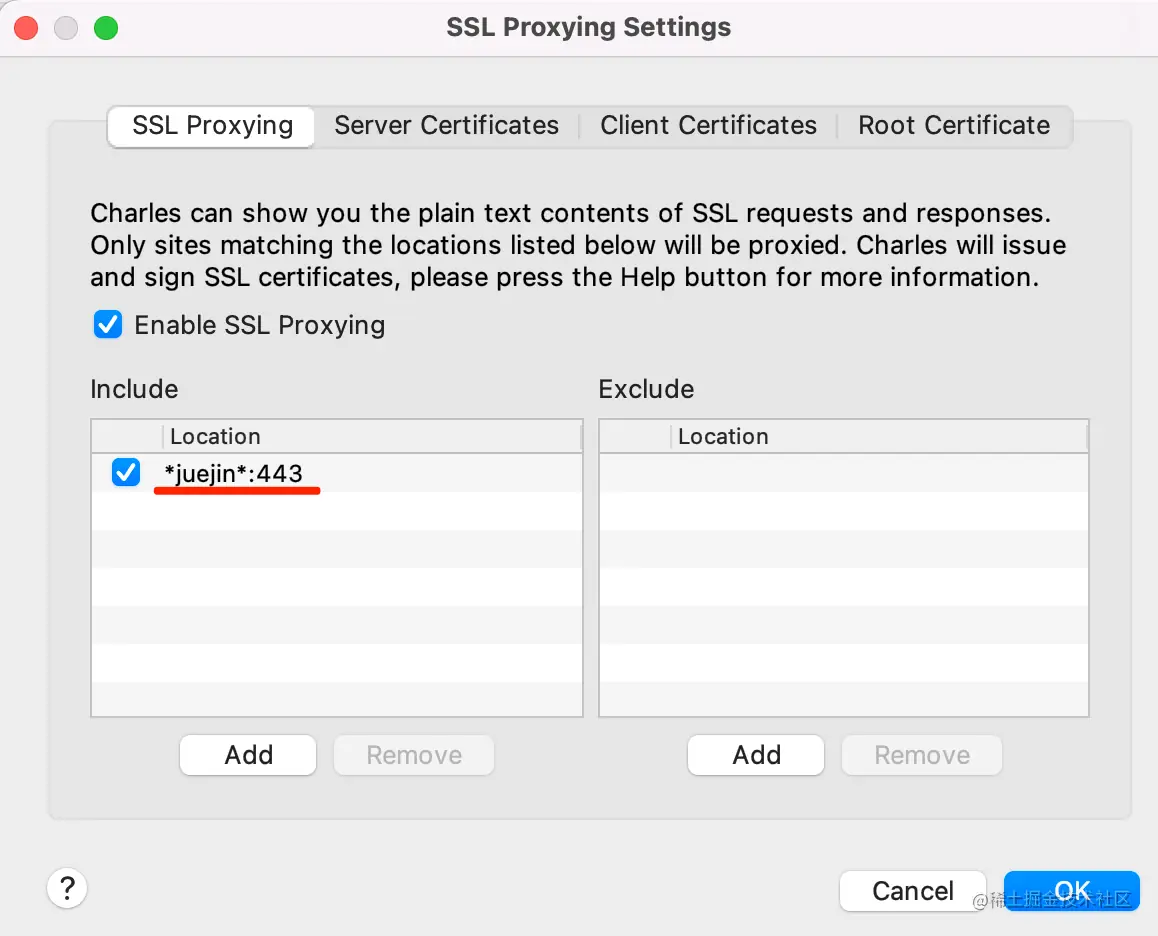 SSL Proxying Settings
SSL Proxying Server Certificates Client Certificates Root Certificate
Charles can show you the plain text contents of SSL requests and responses.
Only sites matching the locations listed below will be proxied. Charles will issue
and sign SSL certificates, please press the Help button for more information.
Enable SSL Proxying
Include Exclude
Location Location
*juejin*:443
Add Remove Add Remove
? Cancel OK
@稀土掘金技术社区